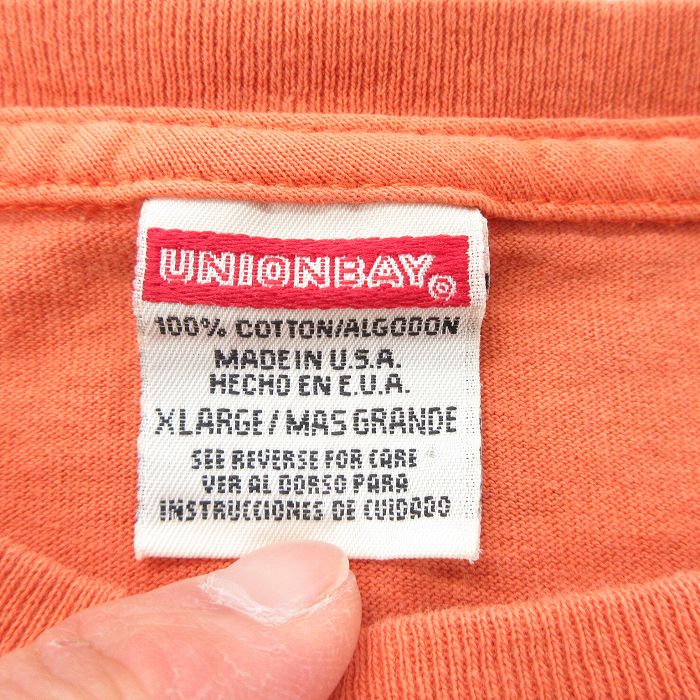 UNIONBAY®
100% COTTON/ALGODON
MADE IN U.S.A.
HECHO EN E.U.A.
XLARGE/MAS GRANDE
SEE REVERSE FOR CARE
VER AL DORSO PARA
INSTRUCCIONES DE CUIDADO